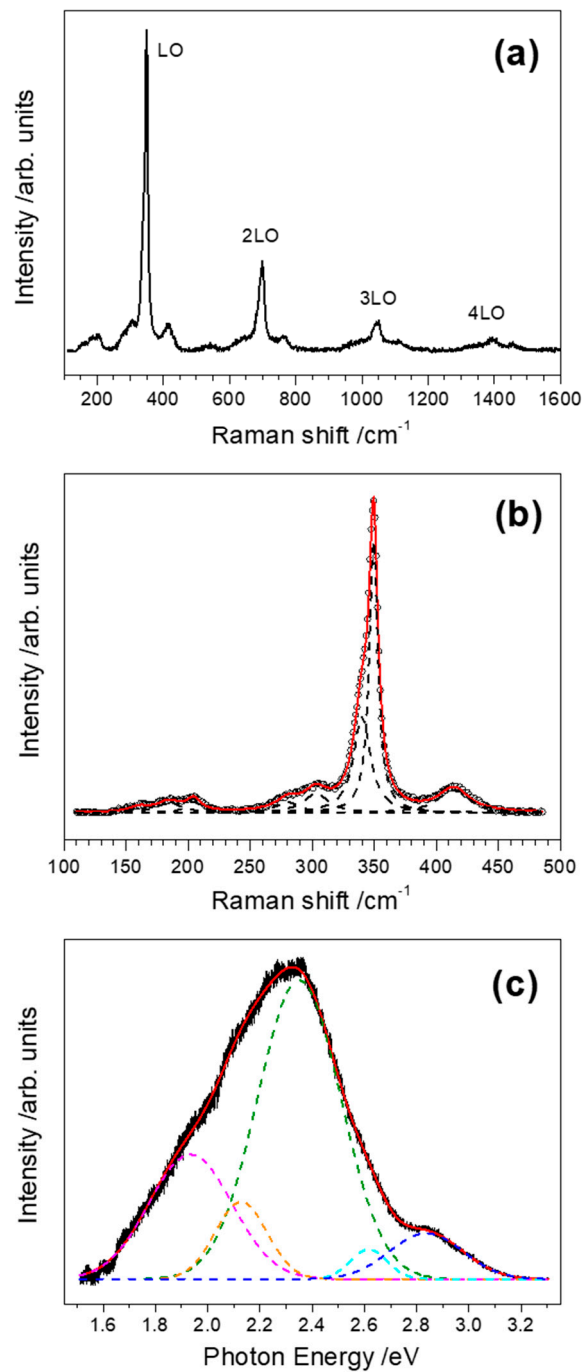 (a)
LO
2LO
3LO
4LO
Intensity /arb. units
200 400 600 800 1000 1200 1400 1600
Raman shift /cm-1
(b)
Intensity /arb. units
100 150 200 250 300 350 400 450 500
Raman shift /cm-1
(c)
Intensity /arb. units
1.6 1.8 2.0 2.2 2.4 2.6 2.8 3.0 3.2
Photon Energy /eV